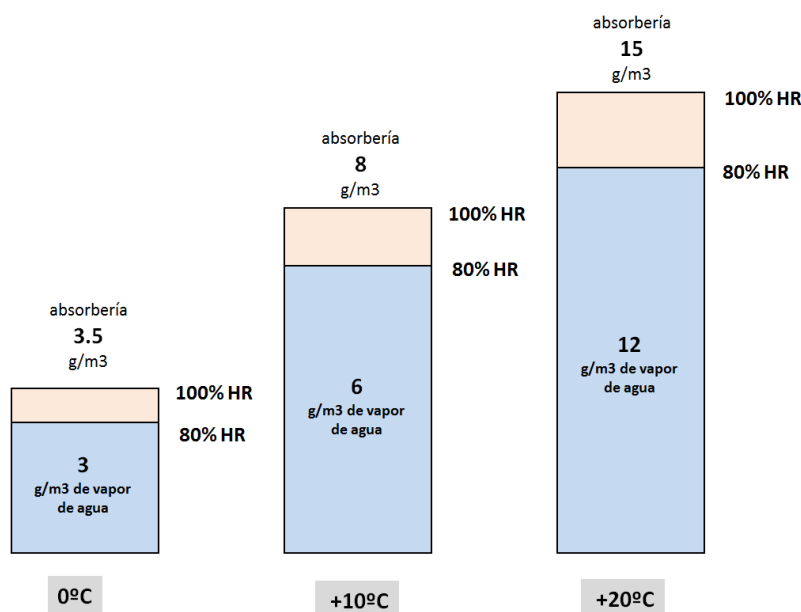 absorbería
15
g/m3
100% HR
80% HR
12
g/m3 de vapor
de agua
+20ºC
absorbería
8
g/m3
100% HR
80% HR
6
g/m3 de vapor
de agua
+10ºC
absorbería
3.5
g/m3
100% HR
80% HR
3
g/m3 de vapor
de agua
0ºC